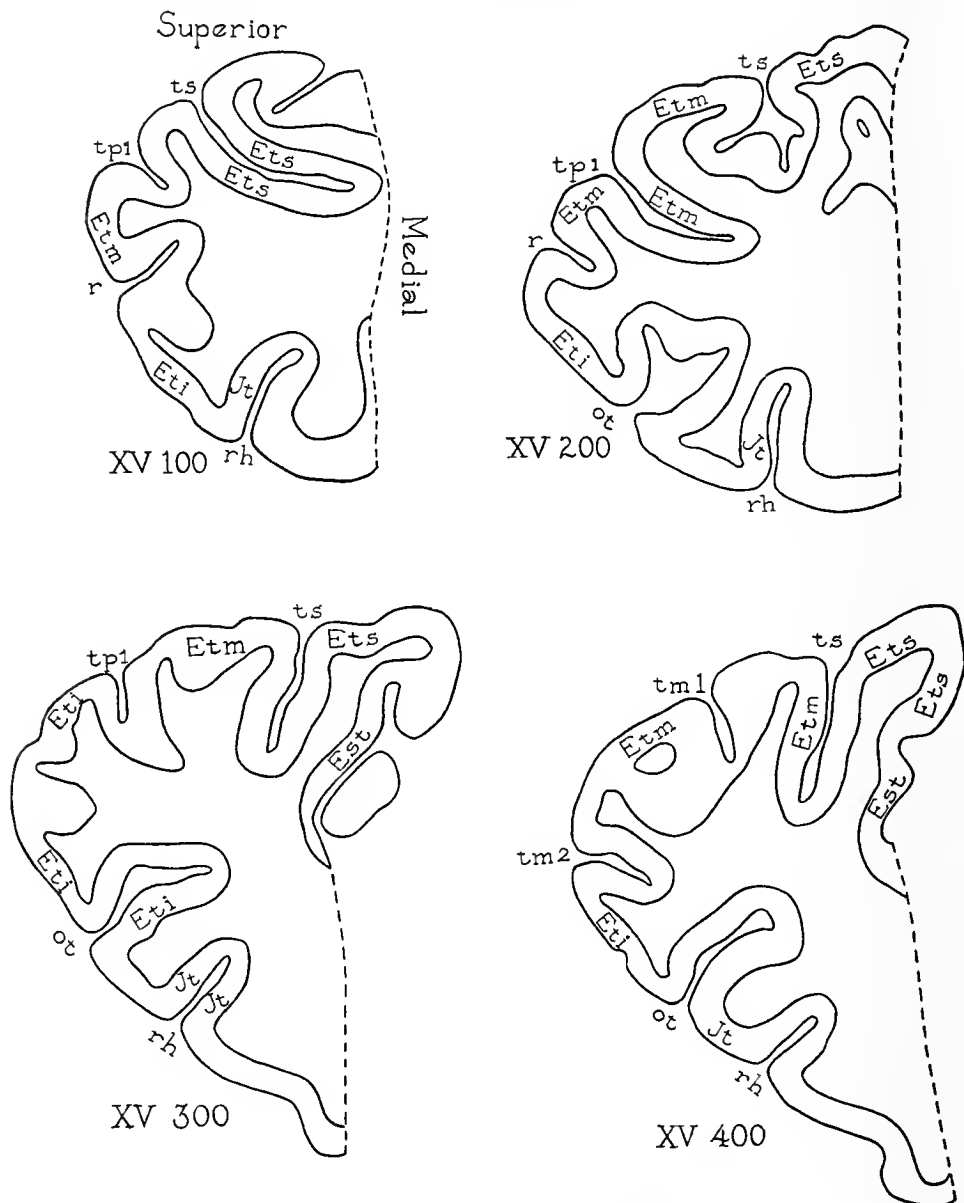 Superior
ts
tp1
Ets
Ets
Etm
r
Medial
Eti
Jt
rh
XV 100
ts
Ets
Etm
tp1
Etm
Etm
r
Eti
ot
Jt
rh
XV 200
ts
tp1
Etm
Ets
Eti
Est
Eti
Eti
ot
Jt
Jt
rh
XV 300
ts
Ets
tm1
Ets
Etm
Etm
Est
tm2
Eti
ot
Jt
rh
XV 400